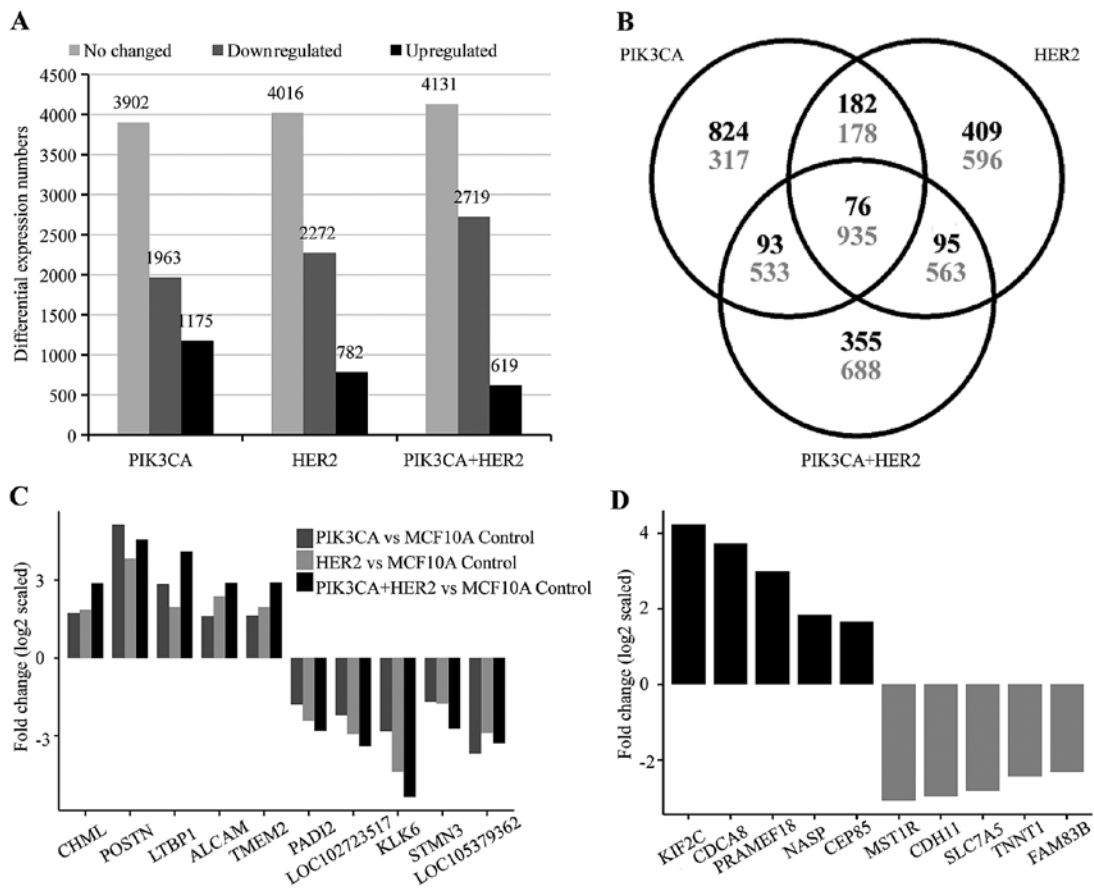 A
No changed Downregulated Upregulated
Differential expression numbers
4500
4000
3500
3000
2500
2000
1500
1000
500
0
3902
1963
1175
4016
2272
782
4131
2719
619
PIK3CA HER2 PIK3CA+HER2
B
PIK3CA HER2
824
317
182
178
409
596
76
935
93
533
95
563
355
688
PIK3CA+HER2
C
Fold change (log2 scaled)
3
0
-3
PIK3CA vs MCF10A Control
HER2 vs MCF10A Control
PIK3CA+HER2 vs MCF10A Control
CHML
POSTN
LTBP1
ALCAM
TMEM2
PADI2
LOC102723517
KLK6
STMN3
LOC105379362
D
Fold change (log2 scaled)
4
2
0
-2
KIF2C
CDCA8
PRAMEF18
NASP
CEP85
MST1R
CDH11
SLC7A5
TNNT1
FAM83B